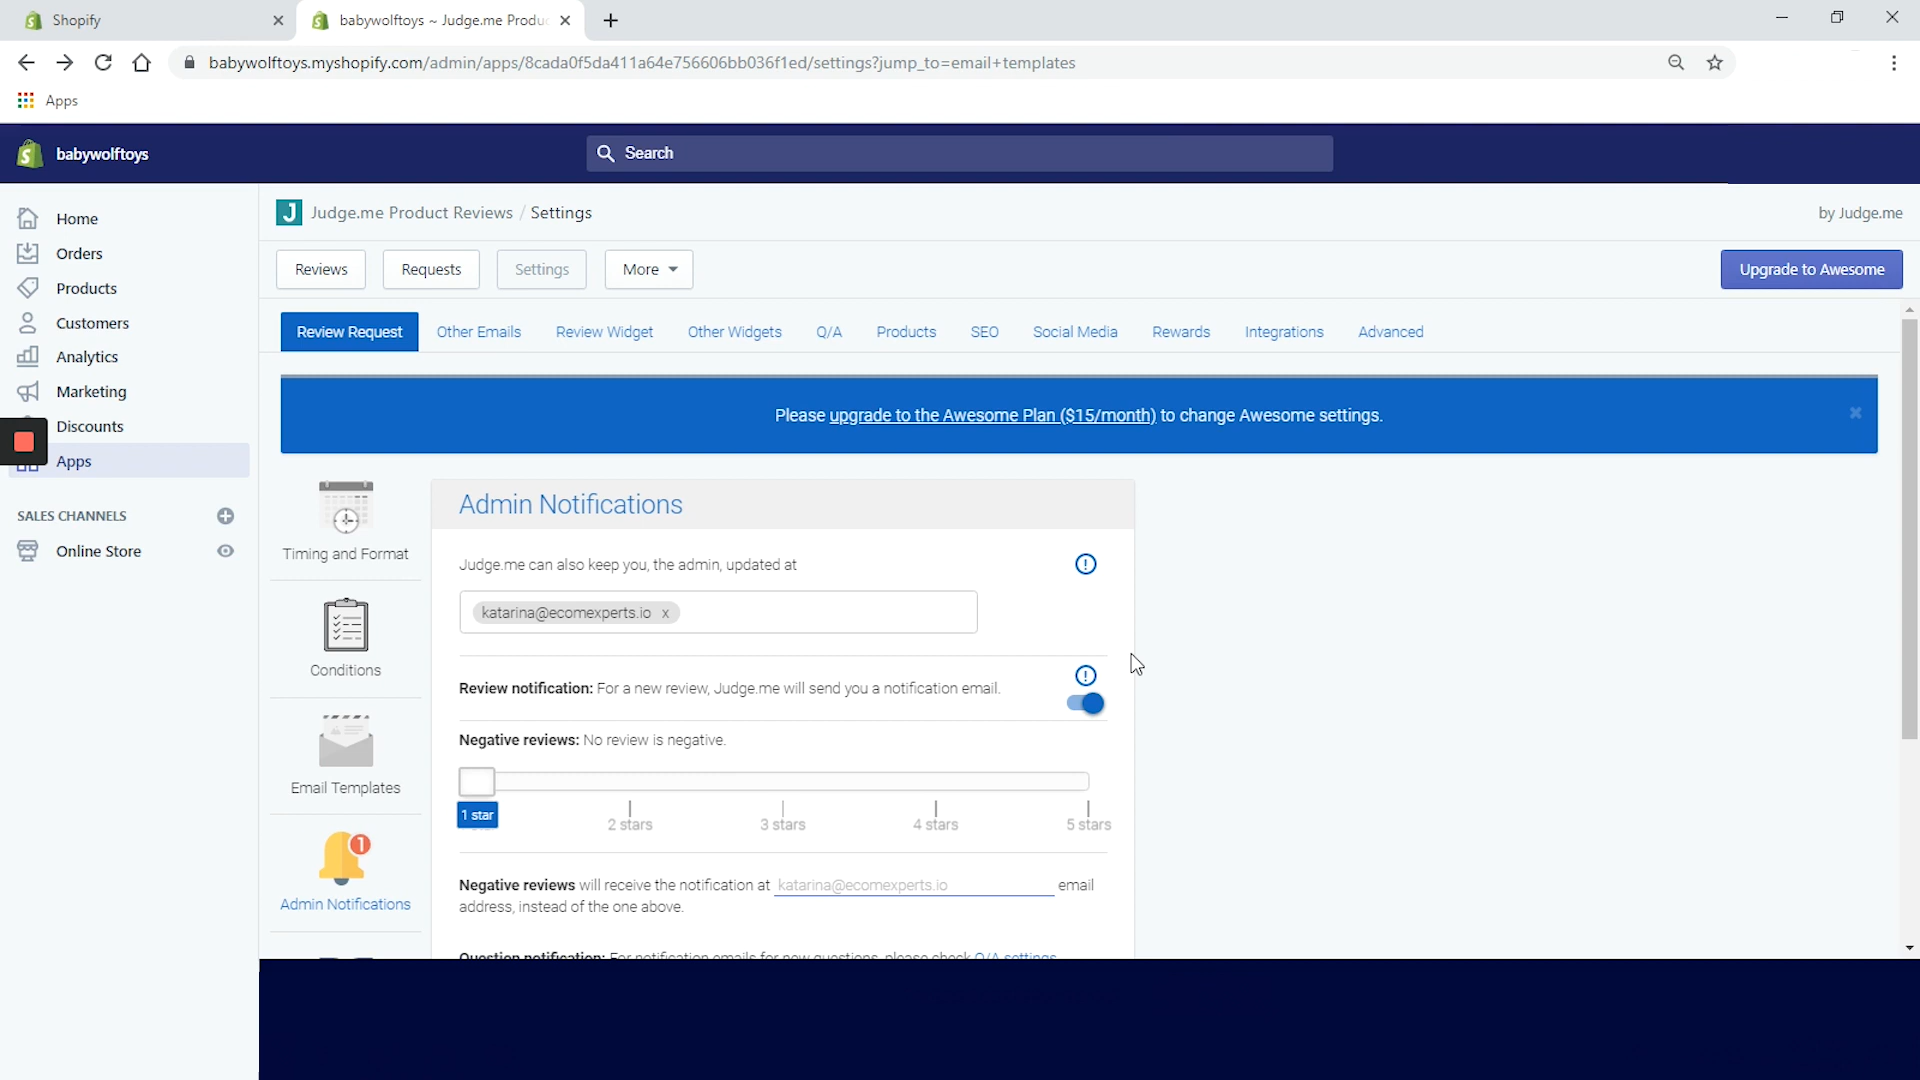 Shopify
babywolftoys ~ Judge.me Produc
babywolftoys.myshopify.com/admin/apps/8cada0f5da411a64e756606bb036f1ed/settings?jump_to=email+templates
Apps
babywolftoys
Search
Home
Orders
Products
Customers
Analytics
Marketing
Discounts
Apps
SALES CHANNELS
Online Store
J Judge.me Product Reviews / Settings
by Judge.me
Reviews
Requests
Settings
More
Upgrade to Awesome
Review Request
Other Emails
Review Widget
Other Widgets
Q/A
Products
SEO
Social Media
Rewards
Integrations
Advanced
Please upgrade to the Awesome Plan ($15/month) to change Awesome settings.
Timing and Format
Conditions
Email Templates
1
Admin Notifications
Admin Notifications
Judge.me can also keep you, the admin, updated at
katarina@ecomexperts.io x
Review notification: For a new review, Judge.me will send you a notification email.
Negative reviews: No review is negative.
1 star
2 stars
3 stars
4 stars
5 stars
Negative reviews will receive the notification at katarina@ecomexperts.io email
address, instead of the one above.
Question notification: For notification emails for new questions, please check Q/A settings